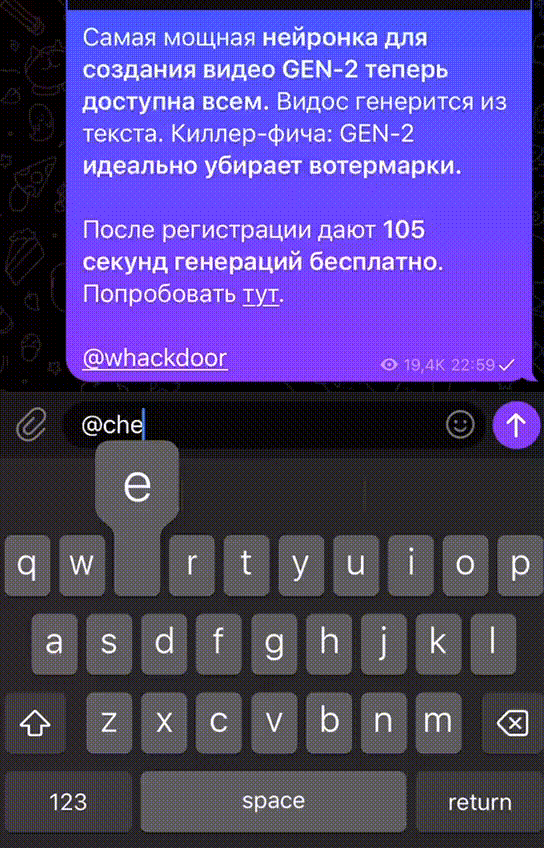 Самая мощная нейронка для
создания видео GEN-2 теперь
доступна всем. Видос генерится из
текста. Киллер-фича: GEN-2
идеально убирает вотермарки.
После регистрации дают 105
секунд генераций бесплатно.
Попробовать тут.
@whackdoor
19,4K 22:59
@che
e
q w r t y u i o p
a s d f g h j k l
z x c v b n m
123 space return